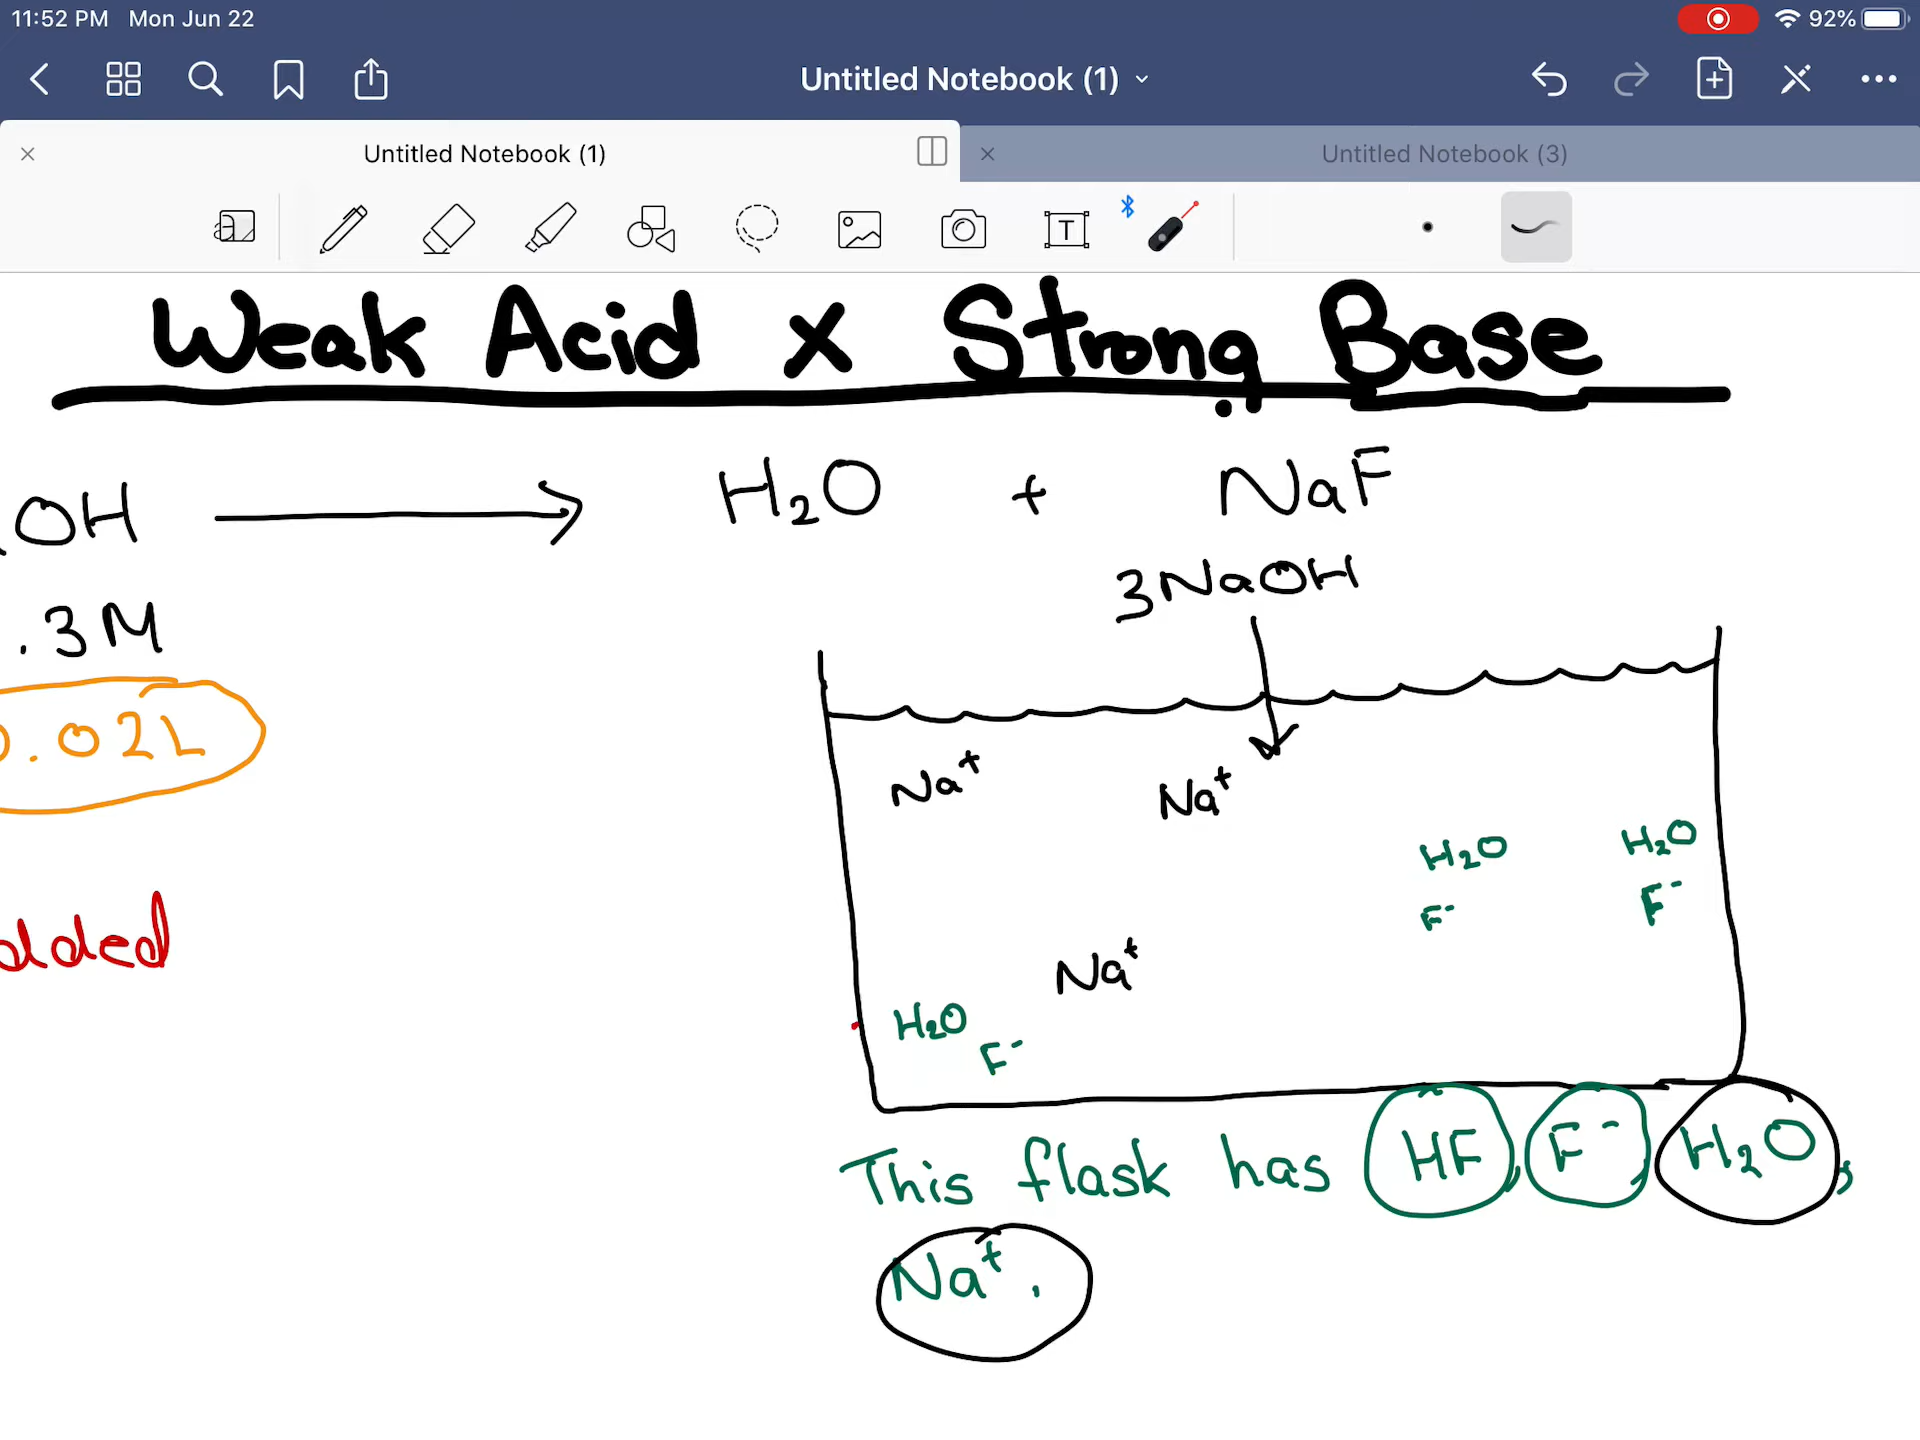 11:52 PM Mon Jun 22 92%
Untitled Notebook (1)
Untitled Notebook (1) Untitled Notebook (3)
T
Weak Acid x Strong Base
OH → H₂O + NaF
3NaOH
.3M
0.02L
Na⁺ Na⁺
H₂O H₂O
F⁻ F⁻
added
Na⁺
H₂O
F⁻
This flask has HF, F⁻, H₂O,
Na⁺.